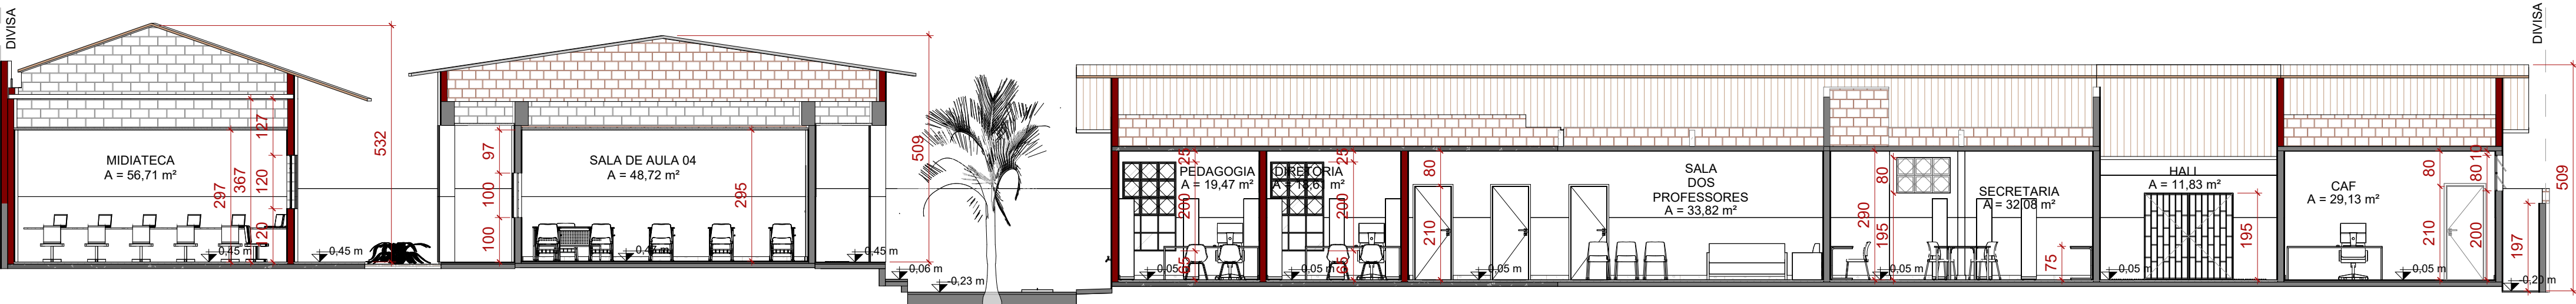 DIVISA
532
127
MIDIATECA
A = 56,71 m²
297
367
120
120
0,45 m
0,45 m
97
100
100
SALA DE AULA 04
A = 48,72 m²
295
0,45 m
509
0,06 m
-0,23 m
25
PEDAGOGIA
A = 19,47 m²
200
65
0,05 m
25
DIRETORIA
200
65
0,05 m
80
210
0,05 m
SALA
DOS
PROFESSORES
A = 33,82 m²
80
290
195
SECRETARIA
A = 32,08 m²
75
0,05 m
HALL
A = 11,83 m²
195
0,05 m
CAF
A = 29,13 m²
80
210
0,05 m
10
80
200
197
-0,20 m
509
DIVISA